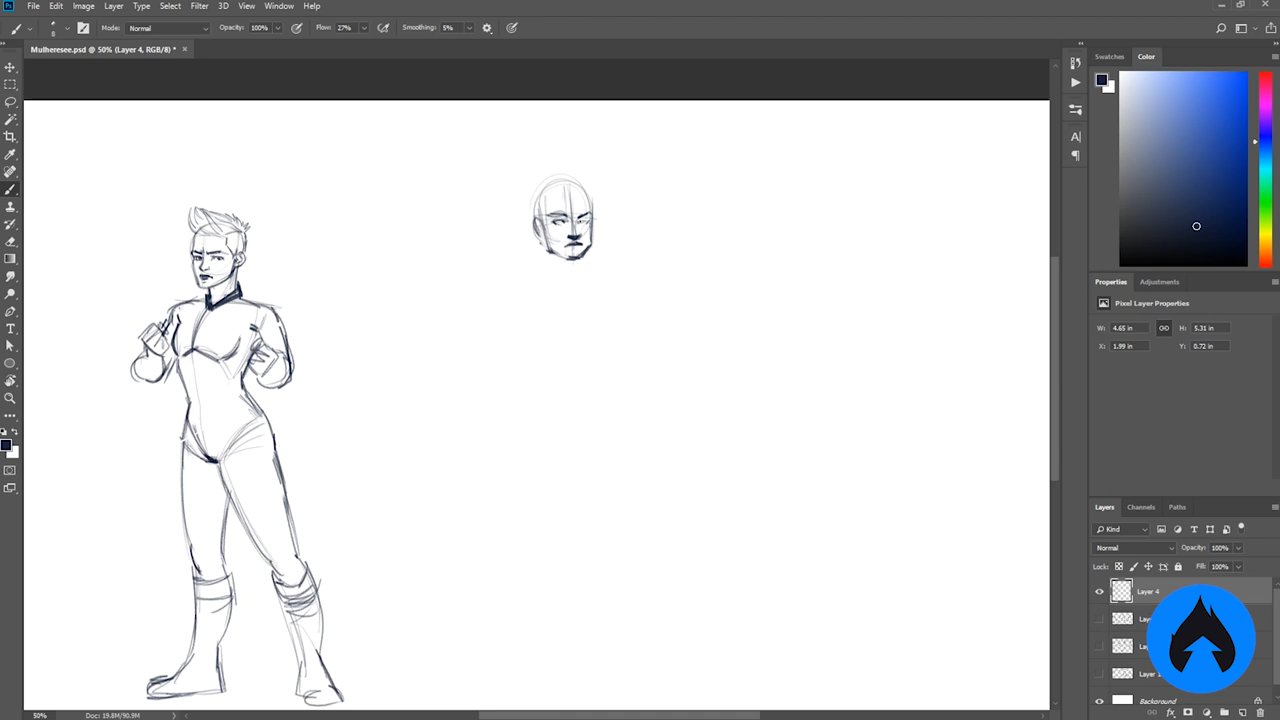 Ps File Edit Image Layer Type Select Filter 3D View Window Help
8 Mode: Normal Opacity: 100% Flow: 27% Smoothing: 5%
Mulheresee.psd @ 50% (Layer 4, RGB/8) * ×
Swatches Color
Properties Adjustments
Pixel Layer Properties
W: 4.65 in H: 5.31 in
X: 1.99 in Y: 0.72 in
Layers Channels Paths
Kind
Normal Opacity: 100%
Lock: Fill: 100%
Layer 4
Background
50% Doc: 19.8M/90.9M